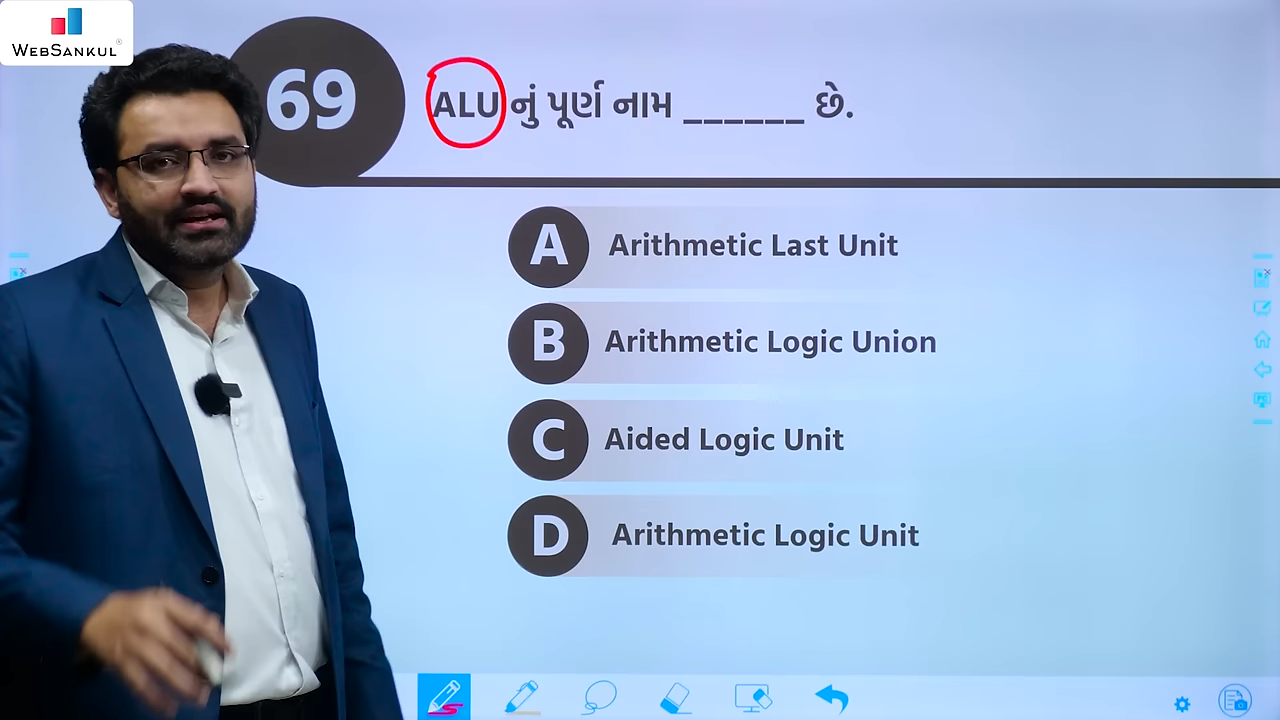 WEBSANKUL
69
ALU નું પૂર્ણ નામ ______ છે.
A Arithmetic Last Unit
B Arithmetic Logic Union
C Aided Logic Unit
D Arithmetic Logic Unit